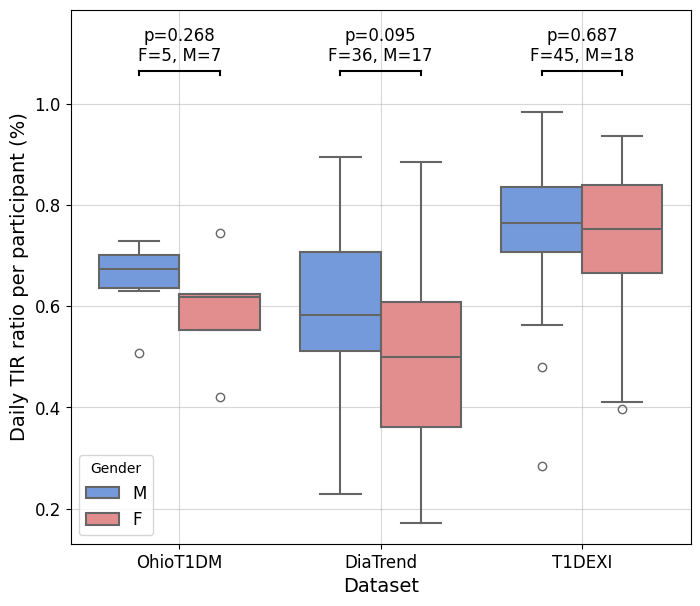 p=0.268
F=5, M=7
p=0.095
F=36, M=17
p=0.687
F=45, M=18
Daily TIR ratio per participant (%)
1.0
0.8
0.6
0.4
0.2
Gender
M
F
OhioT1DM
DiaTrend
T1DEXI
Dataset